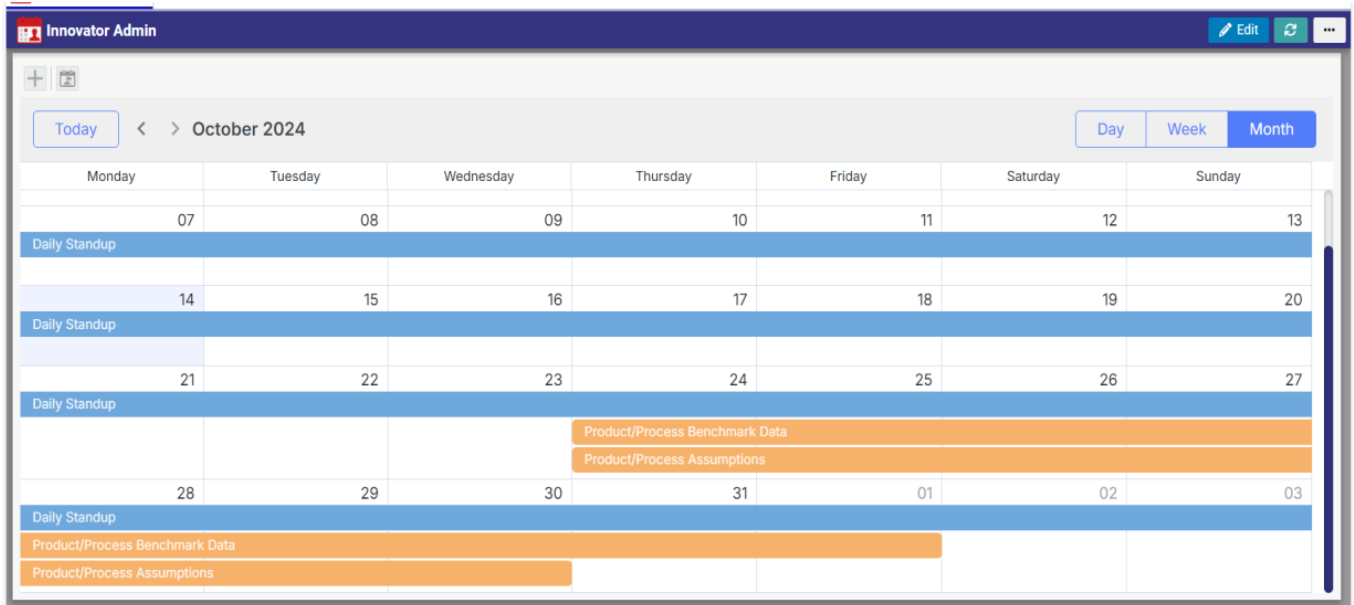 Innovator Admin Edit ...
Today < > October 2024 Day Week Month
Monday Tuesday Wednesday Thursday Friday Saturday Sunday
07 08 09 10 11 12 13
Daily Standup
14 15 16 17 18 19 20
Daily Standup
21 22 23 24 25 26 27
Daily Standup
Product/Process Benchmark Data
Product/Process Assumptions
28 29 30 31 01 02 03
Daily Standup
Product/Process Benchmark Data
Product/Process Assumptions